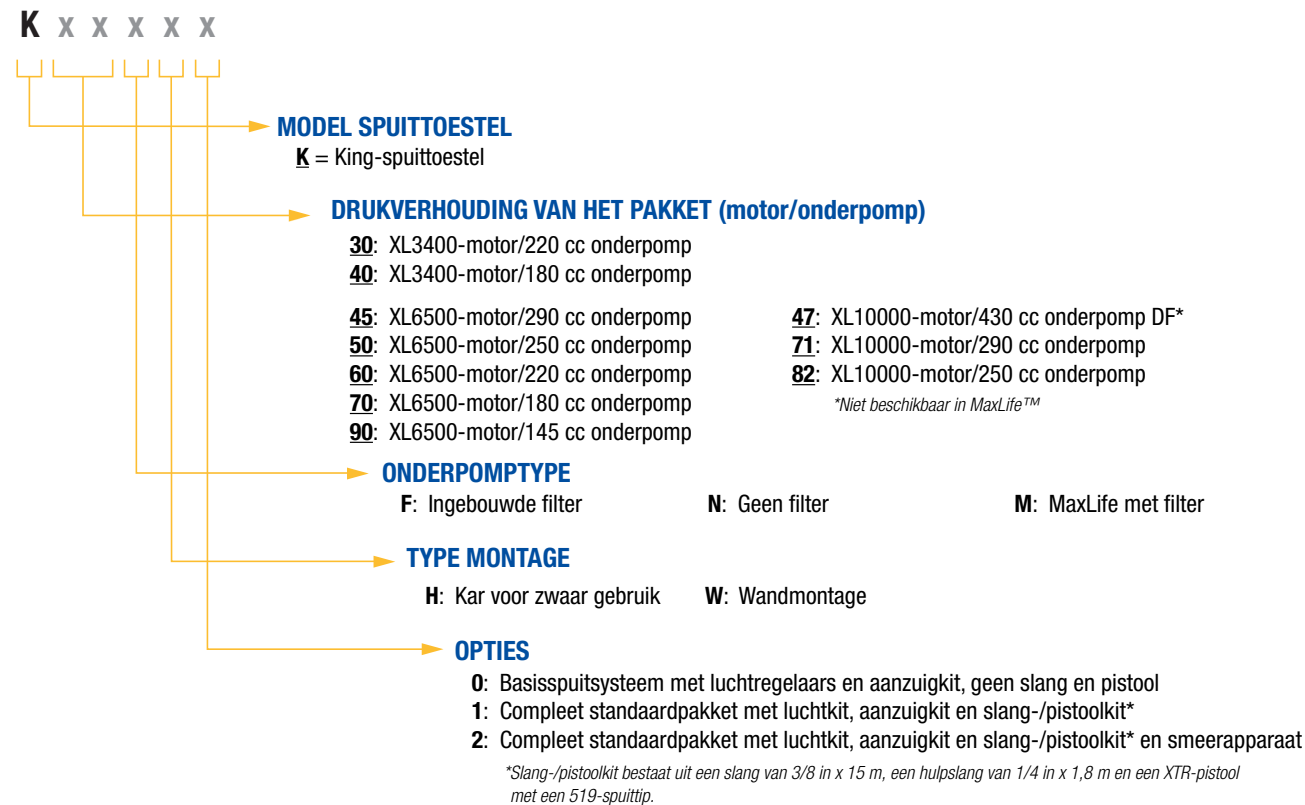 K x x x x x
MODEL SPUITTOESTEL
K = King-spuittoestel
DRUKVERHOUDING VAN HET PAKKET (motor/onderpomp)
30: XL3400-motor/220 cc onderpomp
40: XL3400-motor/180 cc onderpomp
45: XL6500-motor/290 cc onderpomp
50: XL6500-motor/250 cc onderpomp
60: XL6500-motor/220 cc onderpomp
70: XL6500-motor/180 cc onderpomp
90: XL6500-motor/145 cc onderpomp
47: XL10000-motor/430 cc onderpomp DF*
71: XL10000-motor/290 cc onderpomp
82: XL10000-motor/250 cc onderpomp
*Niet beschikbaar in MaxLife™
ONDERPOMPTYPE
F: Ingebouwde filter N: Geen filter M: MaxLife met filter
TYPE MONTAGE
H: Kar voor zwaar gebruik W: Wandmontage
OPTIES
0: Basisspuitsysteem met luchtregelaars en aanzuigkit, geen slang en pistool
1: Compleet standaardpakket met luchtkit, aanzuigkit en slang-/pistoolkit*
2: Compleet standaardpakket met luchtkit, aanzuigkit en slang-/pistoolkit* en smeerapparaat
*Slang-/pistoolkit bestaat uit een slang van 3/8 in x 15 m, een hulpslang van 1/4 in x 1,8 m en een XTR-pistool
met een 519-spuittip.